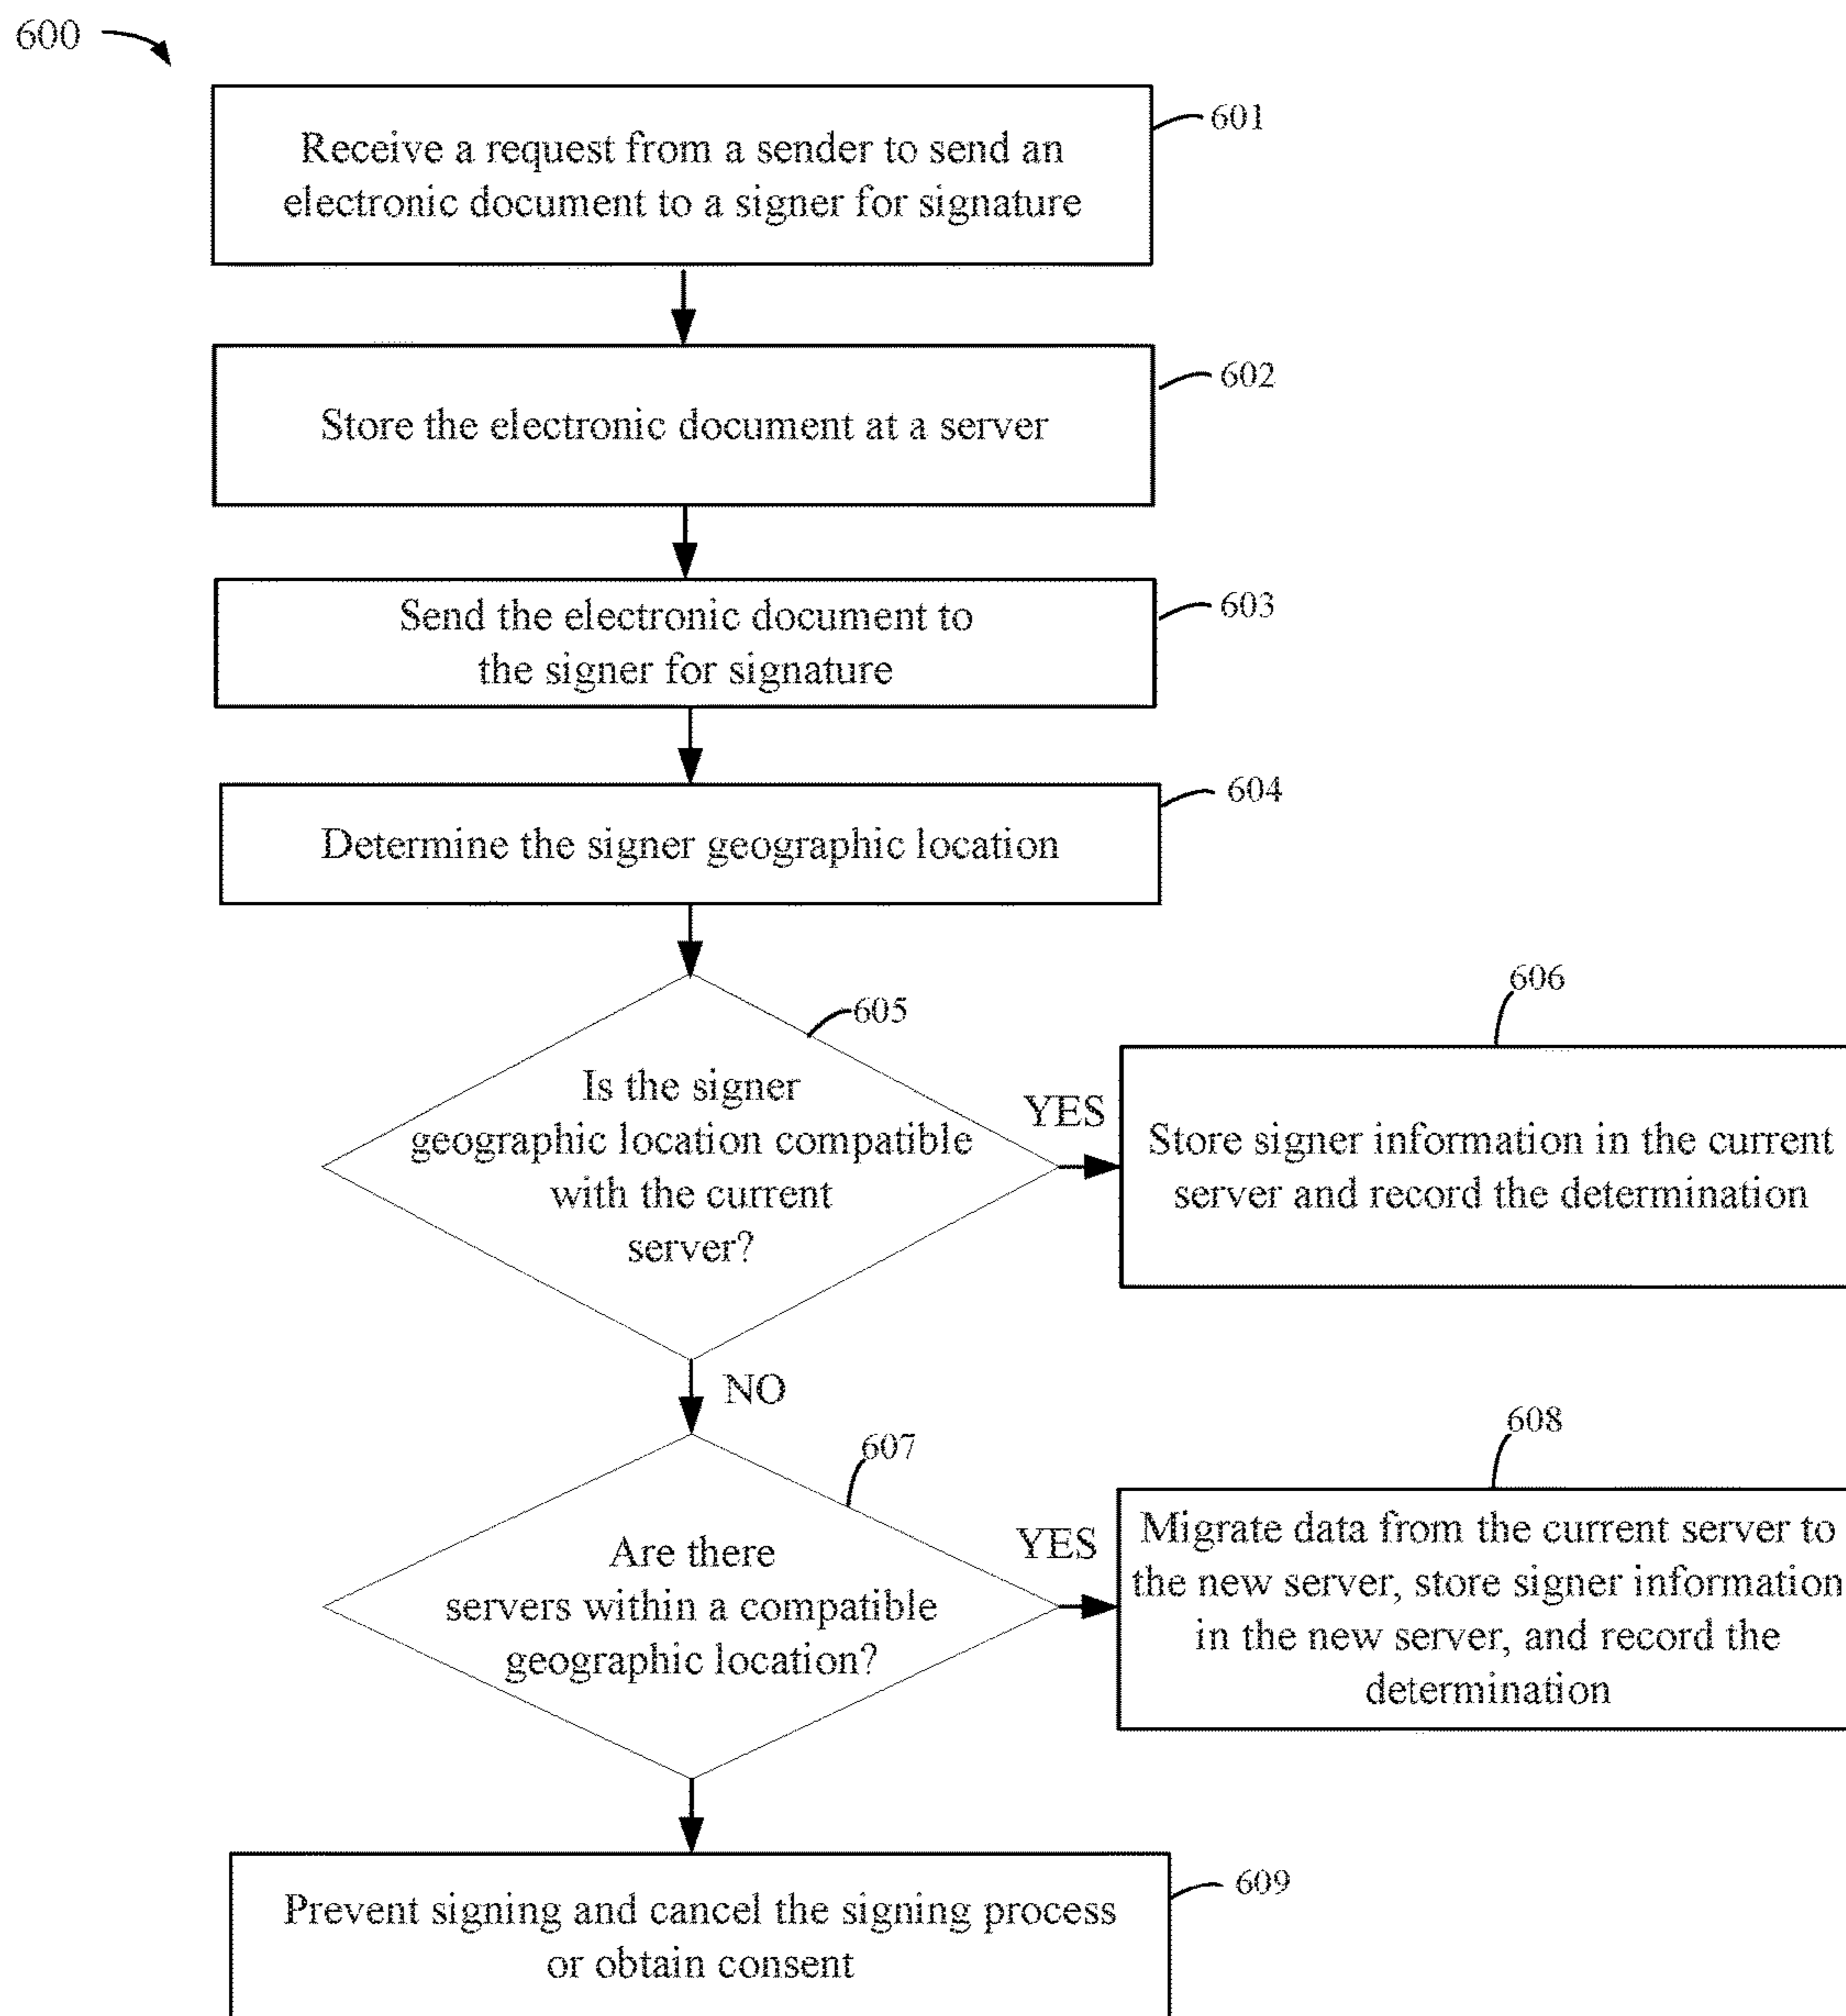 600
Receive a request from a sender to send an
electronic document to a signer for signature
601
Store the electronic document at a server
602
Send the electronic document to
the signer for signature
603
Determine the signer geographic location
604
605
Is the signer
geographic location compatible
with the current
server?
YES
606
Store signer information in the current
server and record the determination
NO
607
Are there
servers within a compatible
geographic location?
YES
608
Migrate data from the current server to
the new server, store signer information
in the new server, and record the
determination
Prevent signing and cancel the signing process
or obtain consent
609